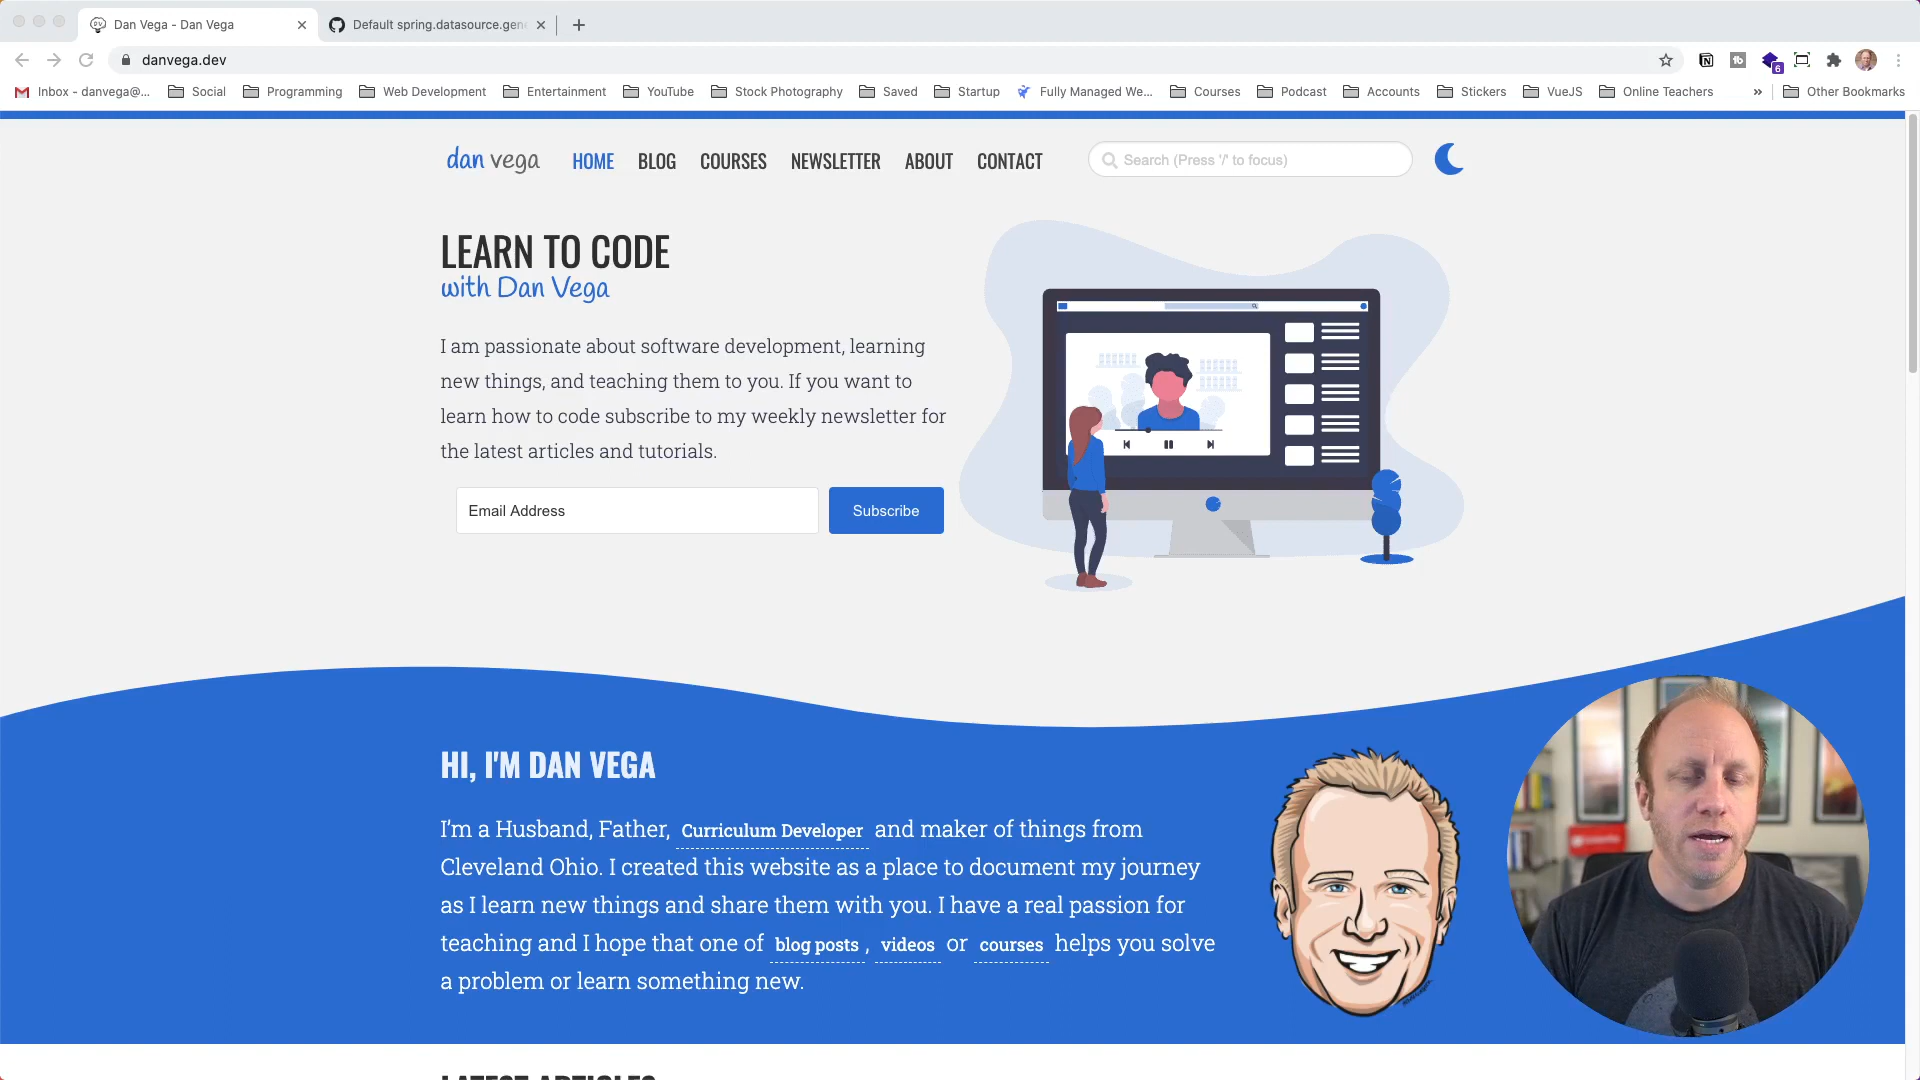 Dan Vega - Dan Vega
Default spring.datasource.gen
danvega.dev
6
Inbox - danvega@... Social Programming Web Development Entertainment YouTube Stock Photography Saved Startup Fully Managed We... Courses Podcast Accounts Stickers VueJS Online Teachers » Other Bookmarks
dan vega HOME BLOG COURSES NEWSLETTER ABOUT CONTACT Search (Press '/' to focus)
LEARN TO CODE
with Dan Vega
I am passionate about software development, learning
new things, and teaching them to you. If you want to
learn how to code subscribe to my weekly newsletter for
the latest articles and tutorials.
Email Address Subscribe
HI, I'M DAN VEGA
I'm a Husband, Father, Curriculum Developer and maker of things from
Cleveland Ohio. I created this website as a place to document my journey
as I learn new things and share them with you. I have a real passion for
teaching and I hope that one of blog posts , videos or courses helps you solve
a problem or learn something new.
LATEST ARTICLES